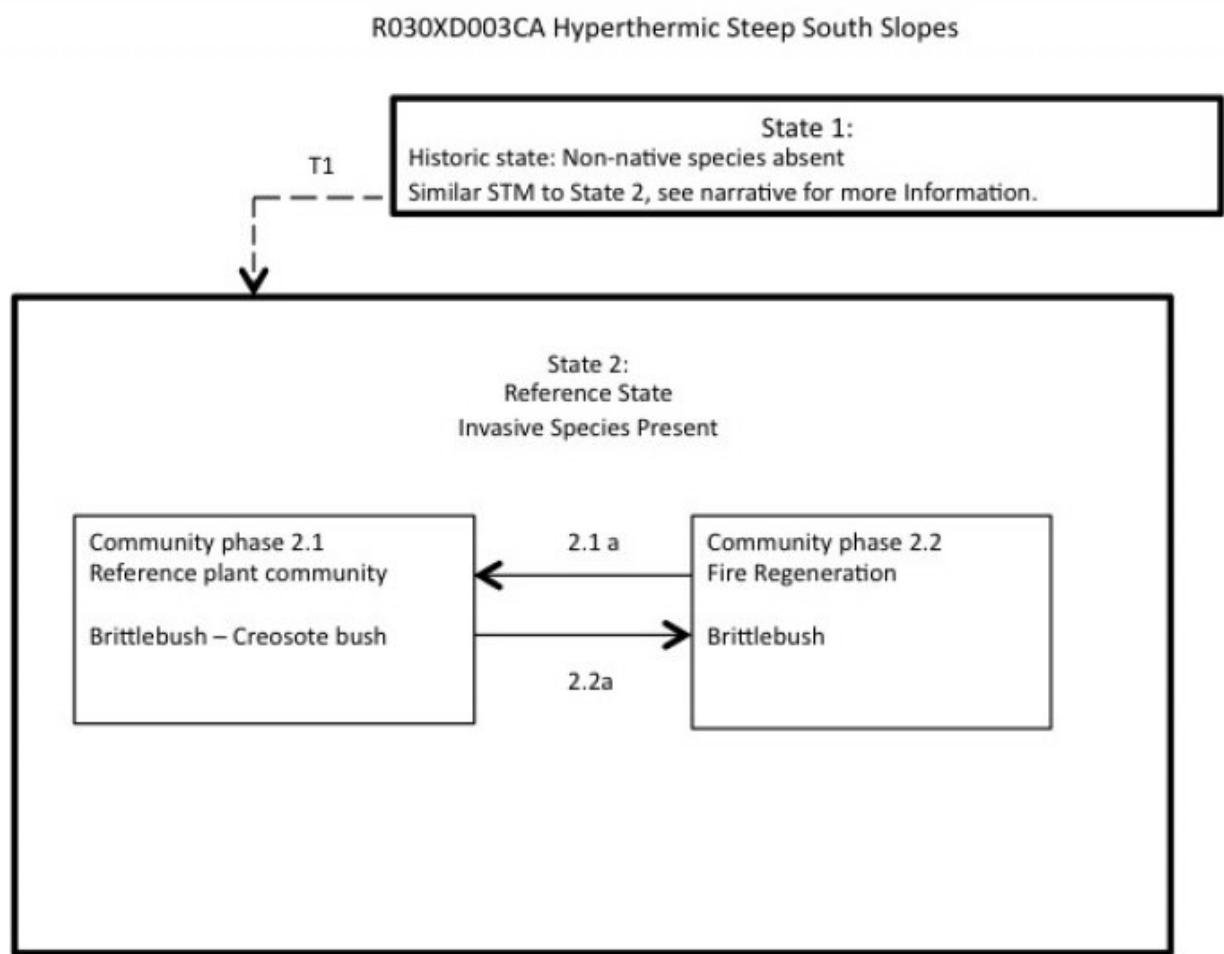 R030XD003CA Hyperthermic Steep South Slopes
State 1:
Historic state: Non-native species absent
Similar STM to State 2, see narrative for more Information.
T1
State 2:
Reference State
Invasive Species Present
Community phase 2.1
Reference plant community
Brittlebush – Creosote bush
2.1 a
2.2a
Community phase 2.2
Fire Regeneration
Brittlebush